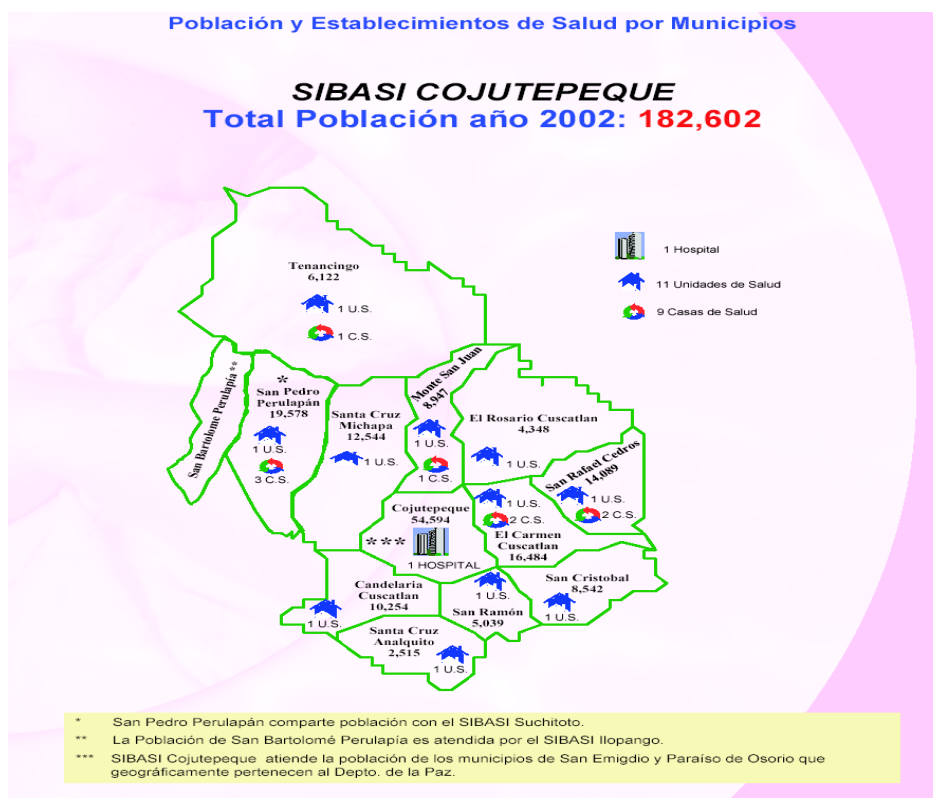 Población y Establecimientos de Salud por Municipios
SIBASI COJUTEPEQUE
Total Población año 2002: 182,602
1 Hospital
11 Unidades de Salud
9 Casas de Salud
Tenancingo
6,122
1 U.S.
1 C.S.
San Bartolome Perulapía **
*
San Pedro
Perulapán
19,578
1 U.S.
3 C.S.
Santa Cruz
Michapa
12,544
1 U.S.
Monte San Juan
8,947
1 U.S.
1 C.S.
El Rosario Cuscatlan
4,348
1 U.S.
San Rafael Cedros
14,089
1 U.S.
2 C.S.
Cojutepeque
54,594
***
1 HOSPITAL
1 U.S.
2 C.S.
El Carmen
Cuscatlan
16,484
Candelaria
Cuscatlan
10,254
1 U.S.
1 U.S.
San Ramón
5,039
San Cristobal
8,542
1 U.S.
Santa Cruz
Analquito
2,515
1 U.S.
* San Pedro Perulapán comparte población con el SIBASI Suchitoto.
** La Población de San Bartolomé Perulapía es atendida por el SIBASI Ilopango.
*** SIBASI Cojutepeque atiende la población de los municipios de San Emigdio y Paraíso de Osorio que
geográficamente pertenecen al Depto. de la Paz.